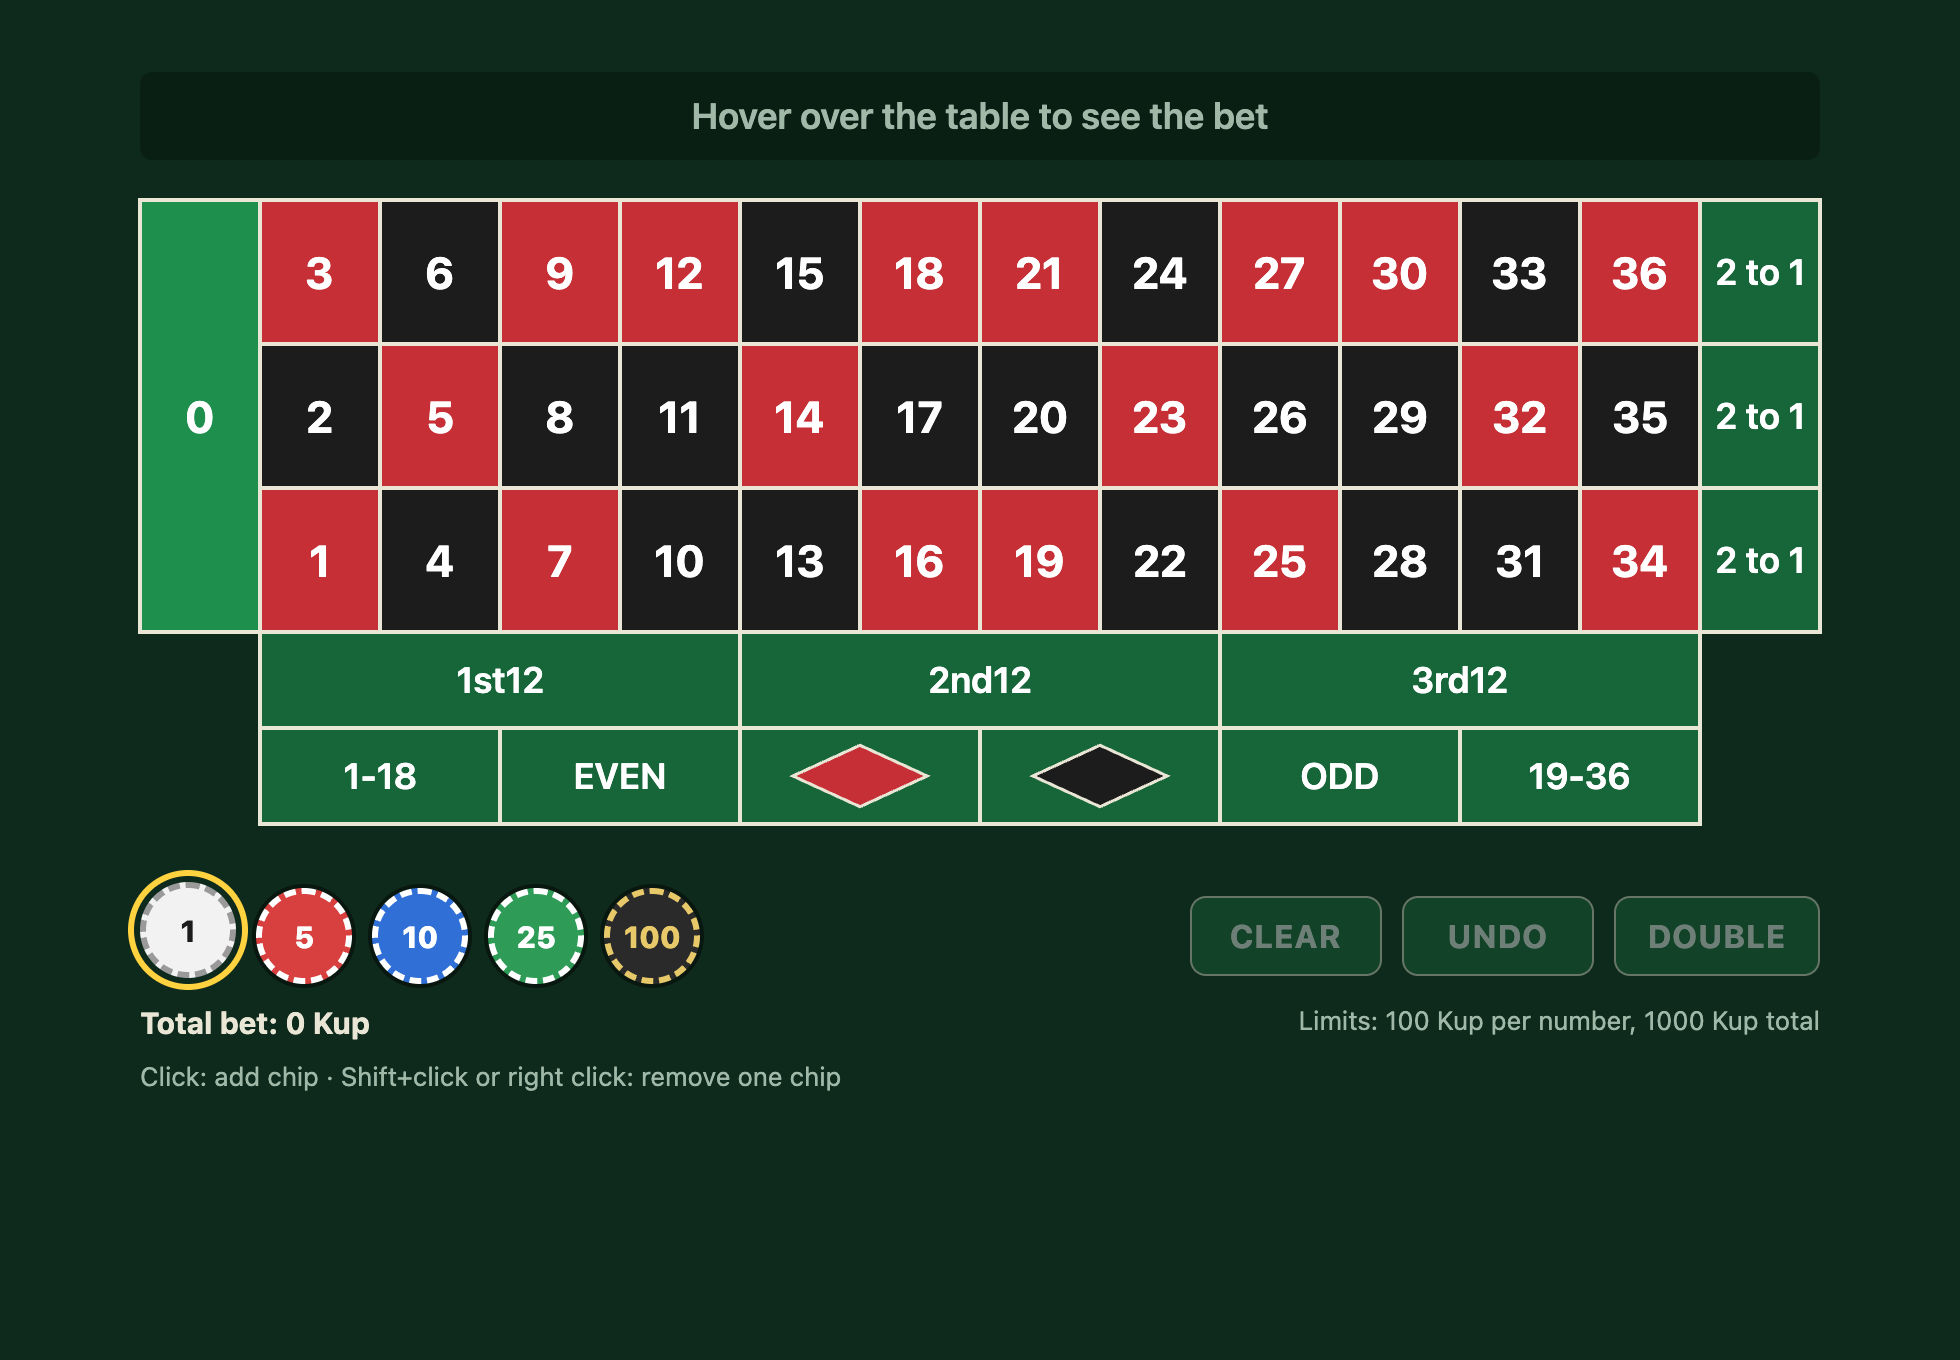 Hover over the table to see the bet
3 6 9 12 15 18 21 24 27 30 33 36 2 to 1
0 2 5 8 11 14 17 20 23 26 29 32 35 2 to 1
1 4 7 10 13 16 19 22 25 28 31 34 2 to 1
1st12 2nd12 3rd12
1-18 EVEN ODD 19-36
1 5 10 25 100 CLEAR UNDO DOUBLE
Total bet: 0 Kup Limits: 100 Kup per number, 1000 Kup total
Click: add chip · Shift+click or right click: remove one chip